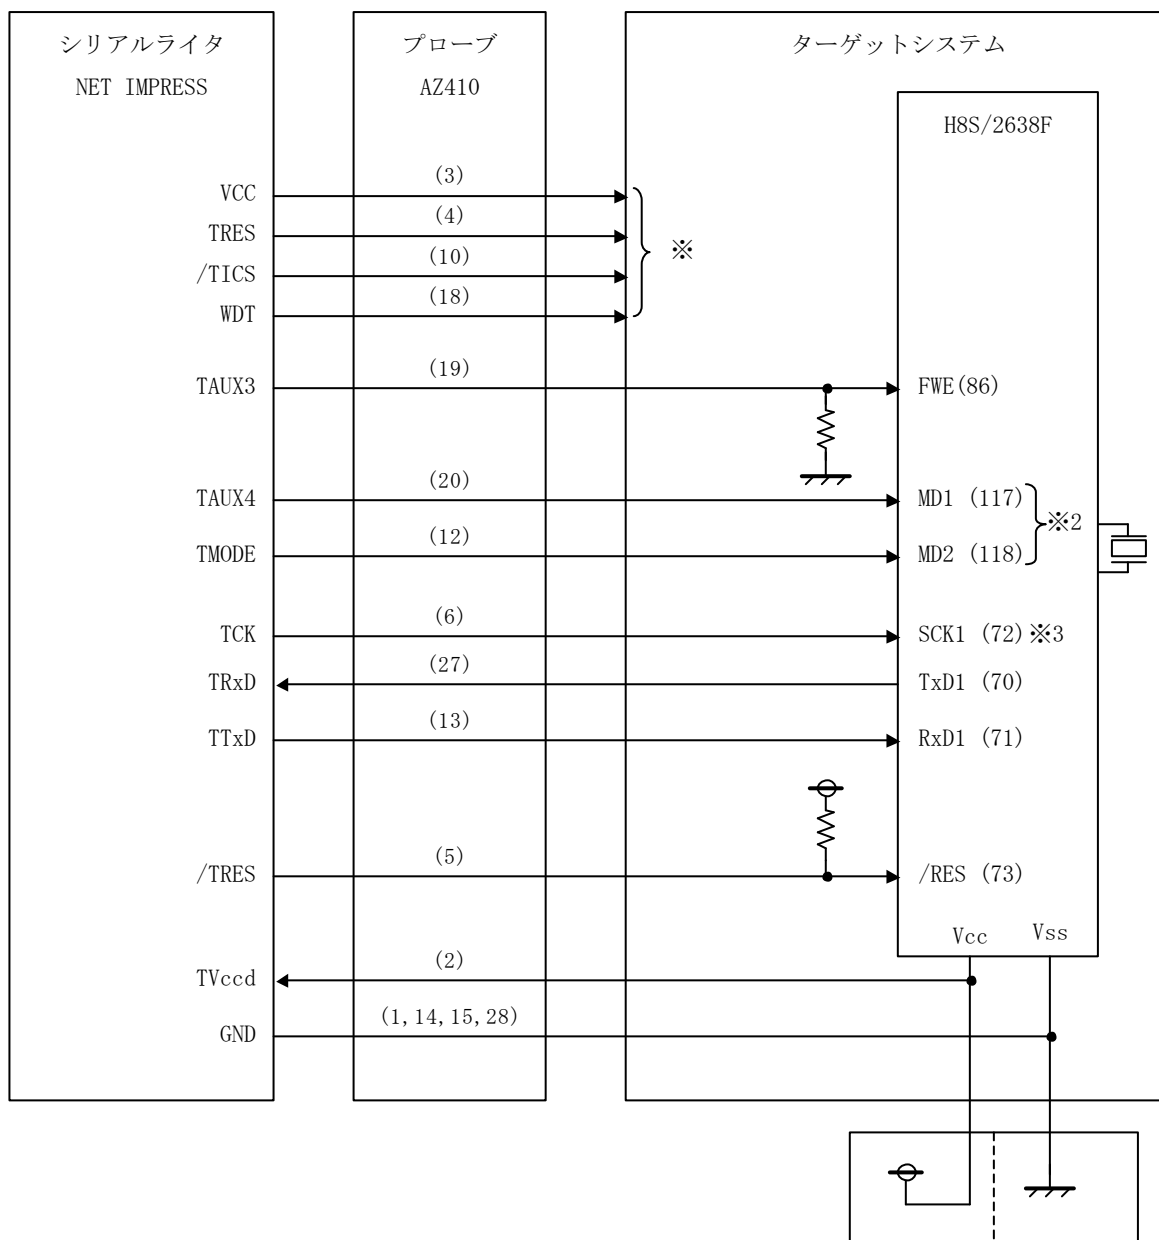 シリアルライタ
NET IMPRESS
プローブ
AZ410
ターゲットシステム
H8S/2638F
VCC (3)
TRES (4)
/TICS (10)
WDT (18)
※
TAUX3 (19) FWE(86)
TAUX4 (20) MD1 (117)
※2
TMODE (12) MD2 (118)
TCK (6) SCK1 (72)※3
TRxD (27) TxD1 (70)
TTxD (13) RxD1 (71)
/TRES (5) /RES (73)
Vcc Vss
TVccd (2)
GND (1,14,15,28)